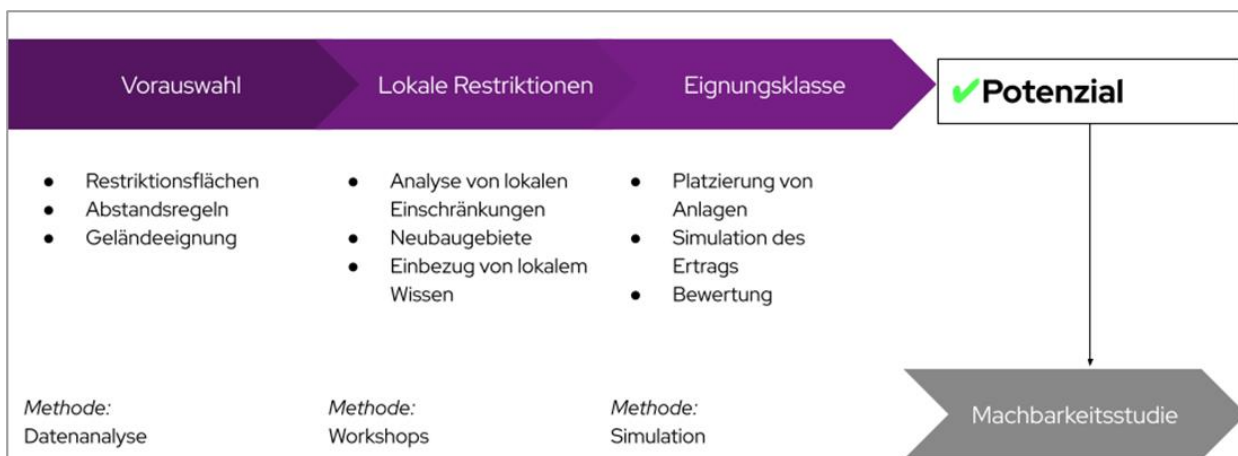 Vorauswahl
Lokale Restriktionen
Eignungsklasse
✔Potenzial
● Restriktionsflächen
● Abstandsregeln
● Geländeeignung
● Analyse von lokalen
Einschränkungen
● Neubaugebiete
● Einbezug von lokalem
Wissen
● Platzierung von
Anlagen
● Simulation des
Ertrags
● Bewertung
Methode:
Datenanalyse
Methode:
Workshops
Methode:
Simulation
Machbarkeitsstudie